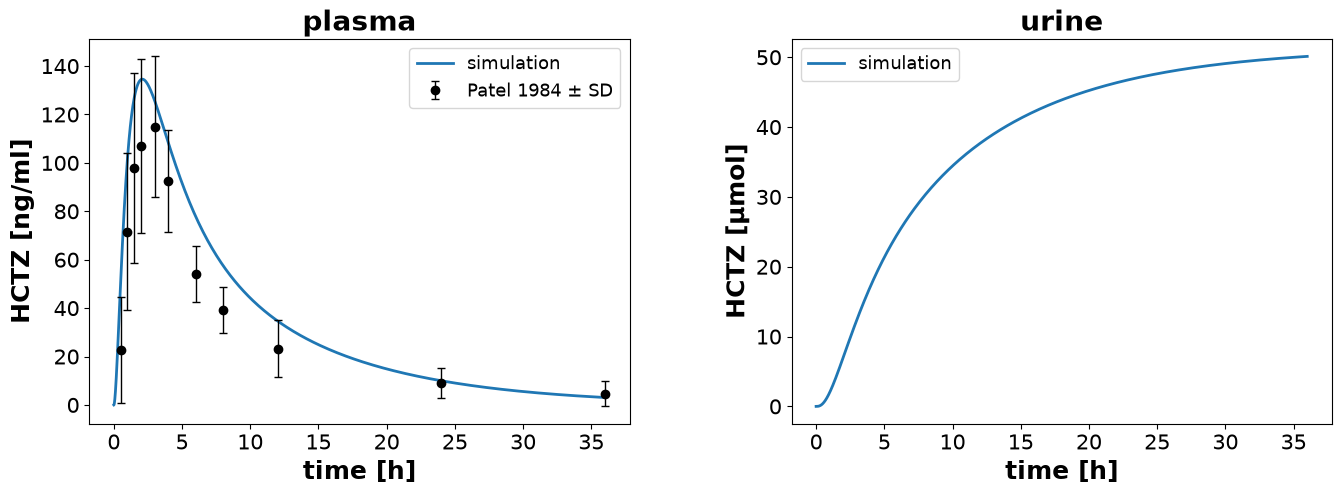 plasma
simulation
Patel 1984 ± SD
HCTZ [ng/ml]
140
120
100
80
60
40
20
0
0 5 10 15 20 25 30 35
time [h]
urine
simulation
HCTZ [µmol]
50
40
30
20
10
0
0 5 10 15 20 25 30 35
time [h]